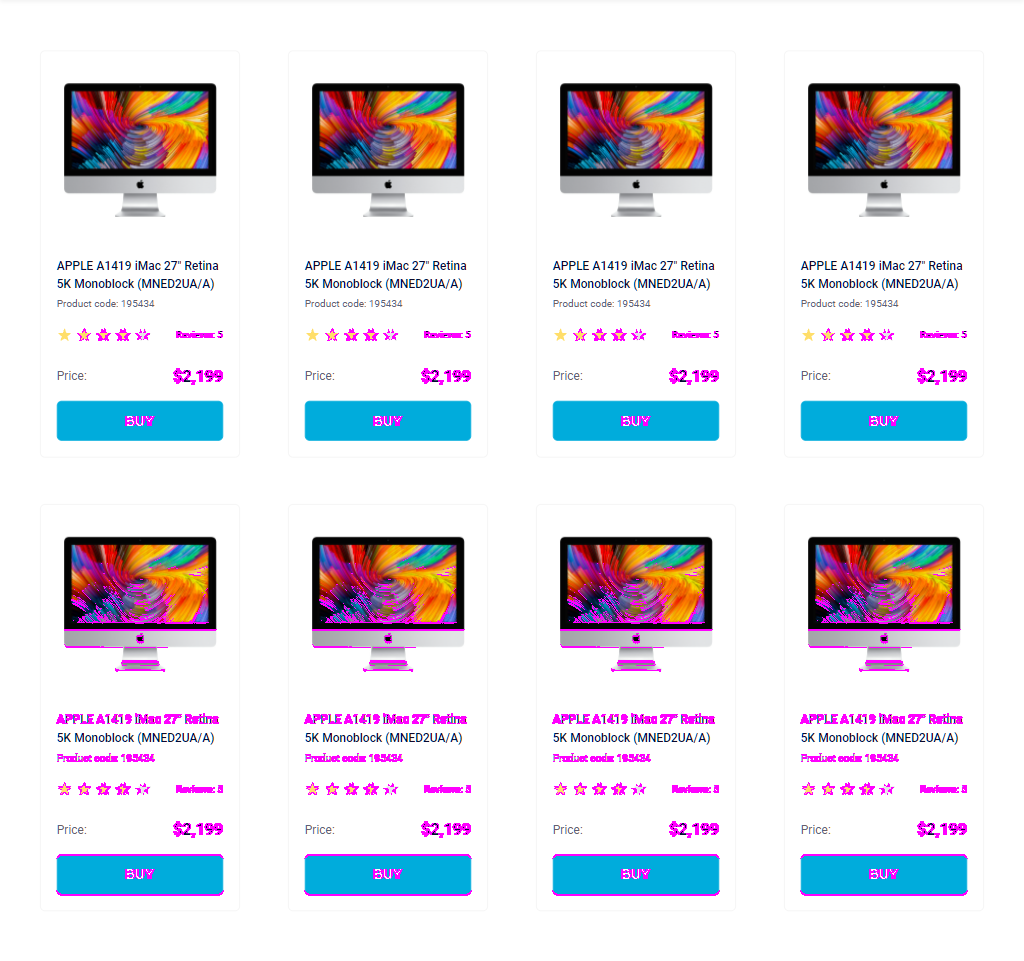 APPLE A1419 iMac 27" Retina
5K Monoblock (MNED2UA/A)
Product code: 195434
Reviews: 5
Price: $2,199
BUY
APPLE A1419 iMac 27" Retina
5K Monoblock (MNED2UA/A)
Product code: 195434
Reviews: 5
Price: $2,199
BUY
APPLE A1419 iMac 27" Retina
5K Monoblock (MNED2UA/A)
Product code: 195434
Reviews: 5
Price: $2,199
BUY
APPLE A1419 iMac 27" Retina
5K Monoblock (MNED2UA/A)
Product code: 195434
Reviews: 5
Price: $2,199
BUY
APPLE A1419 iMac 27" Retina
5K Monoblock (MNED2UA/A)
Product code: 195434
Reviews: 5
Price: $2,199
BUY
APPLE A1419 iMac 27" Retina
5K Monoblock (MNED2UA/A)
Product code: 195434
Reviews: 5
Price: $2,199
BUY
APPLE A1419 iMac 27" Retina
5K Monoblock (MNED2UA/A)
Product code: 195434
Reviews: 5
Price: $2,199
BUY
APPLE A1419 iMac 27" Retina
5K Monoblock (MNED2UA/A)
Product code: 195434
Reviews: 5
Price: $2,199
BUY